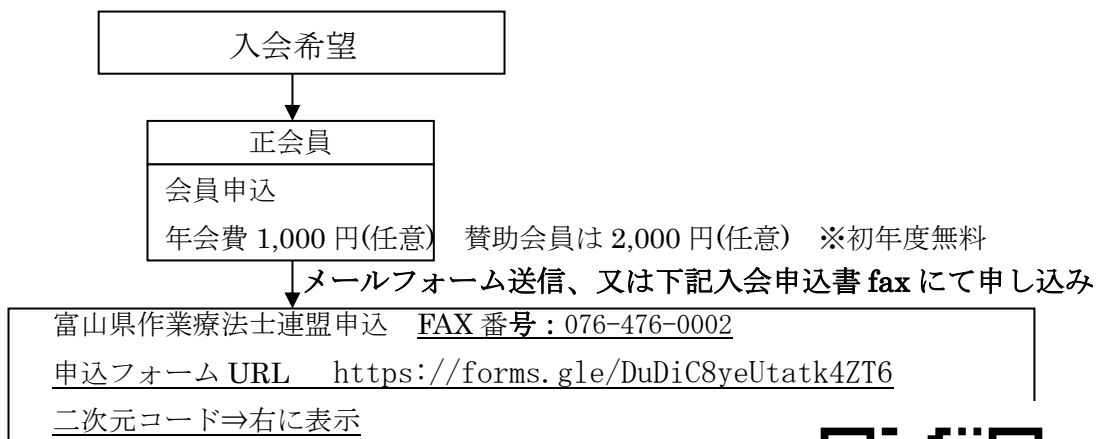 入会希望
正会員
会員申込
年会費 1,000 円(任意) 賛助会員は 2,000 円(任意) ※初年度無料
メールフォーム送信、又は下記入会申込書 fax にて申し込み
富山県作業療法士連盟申込 FAX 番号：076-476-0002
申込フォーム URL https://forms.gle/DuDiC8yeUtatk4ZT6
二次元コード⇒右に表示